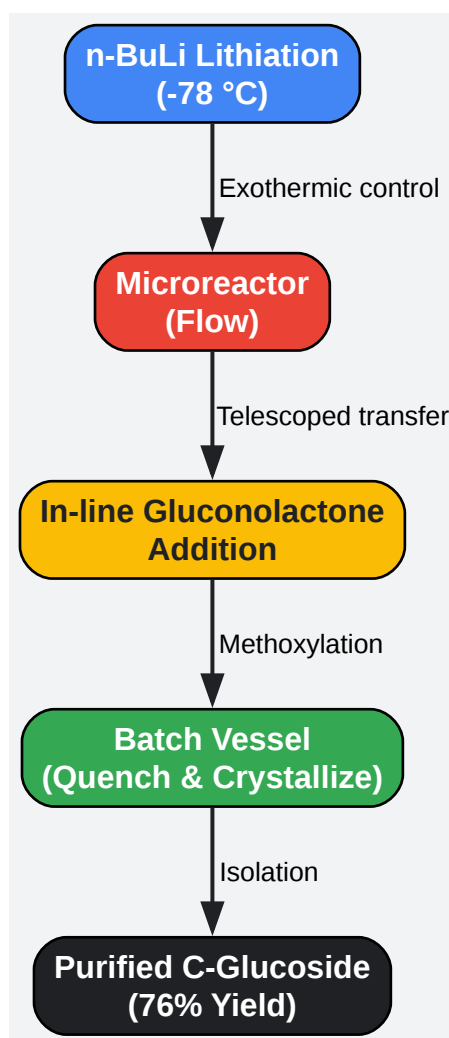 n-BuLi Lithiation
(-78 °C)
Exothermic control
Microreactor
(Flow)
Telescoped transfer
In-line Gluconolactone
Addition
Methoxylation
Batch Vessel
(Quench & Crystallize)
Isolation
Purified C-Glucoside
(76% Yield)